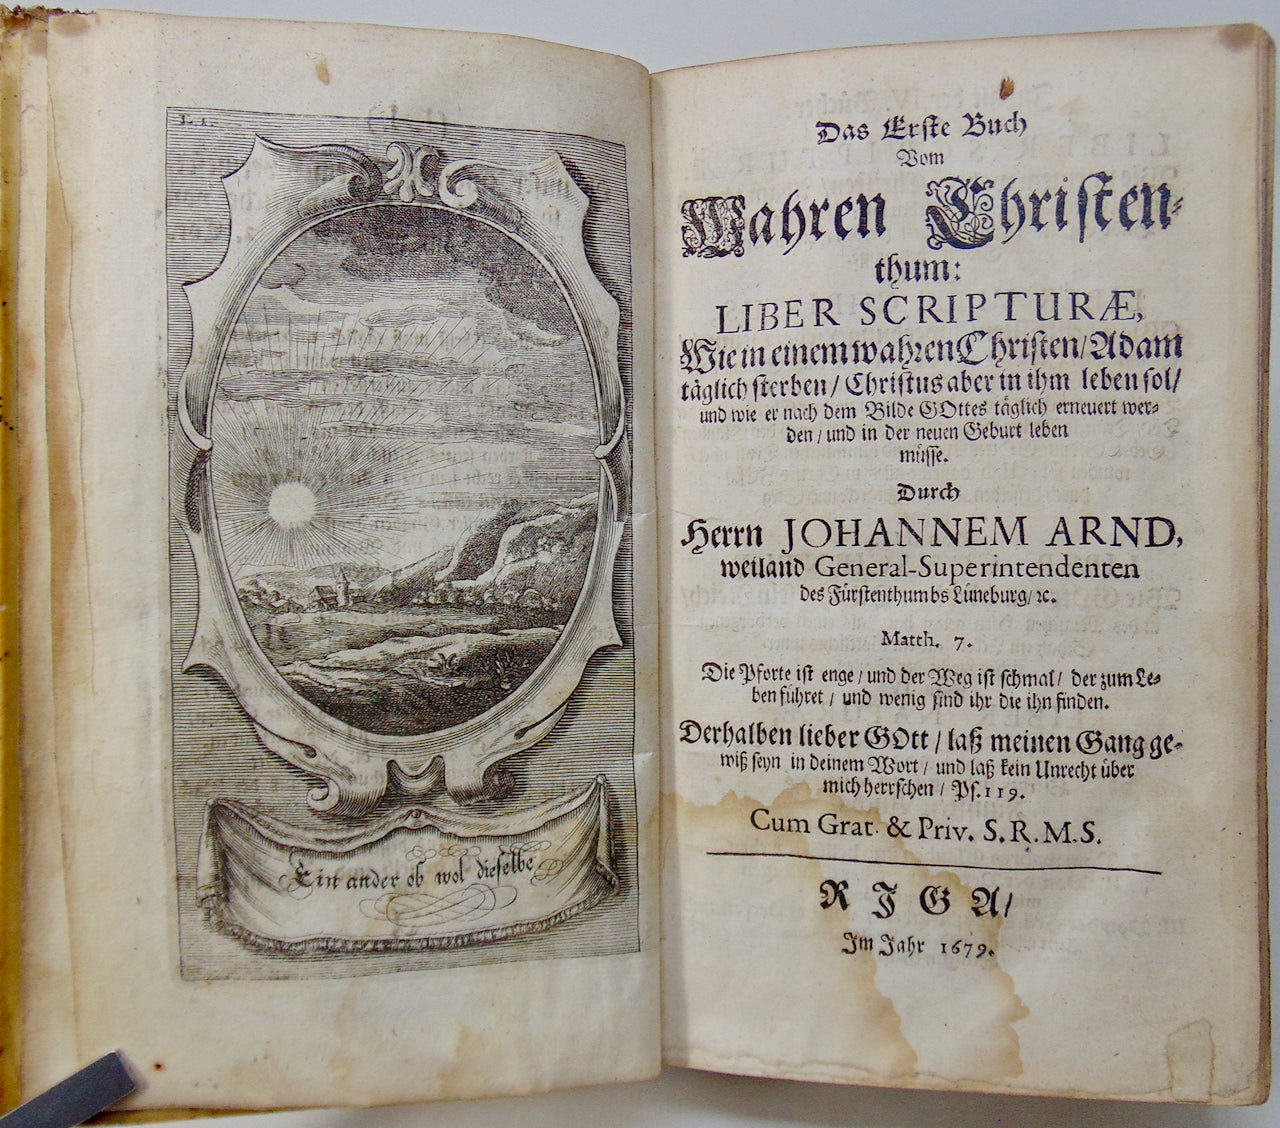 Ein ander ob wol dieselbe
Das Erste Buch
Vom
Wahren Christen-
thum:
LIBER SCRIPTURÆ,
Wie in einem wahren Christen/ Adam
täglich sterben/ Christus aber in ihm leben sol/
und wie er nach dem Bilde GOttes täglich erneuert wer-
den/ und in der neuen Geburt leben
müsse.
Durch
Herrn JOHANNEM ARND,
weiland General-Superintendenten
des Fürstenthumbs Lüneburg/ ꝛc.
Matth. 7.
Die Pforte ist enge/ und der Weg ist schmal/ der zum Le-
ben führet/ und wenig sind ihr die ihn finden.
Derhalben lieber GOtt/ laß meinen Gang ge-
wiß seyn in deinem Wort/ und laß kein Unrecht über
mich herrschen/ Ps. 119.
Cum Grat. & Priv. S. R. M. S.
RIGA/
Im Jahr 1679.